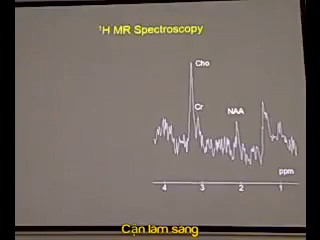 ¹H MR Spectroscopy
Cho
Cr
NAA
ppm
4 3 2 1
Cận lâm sàng